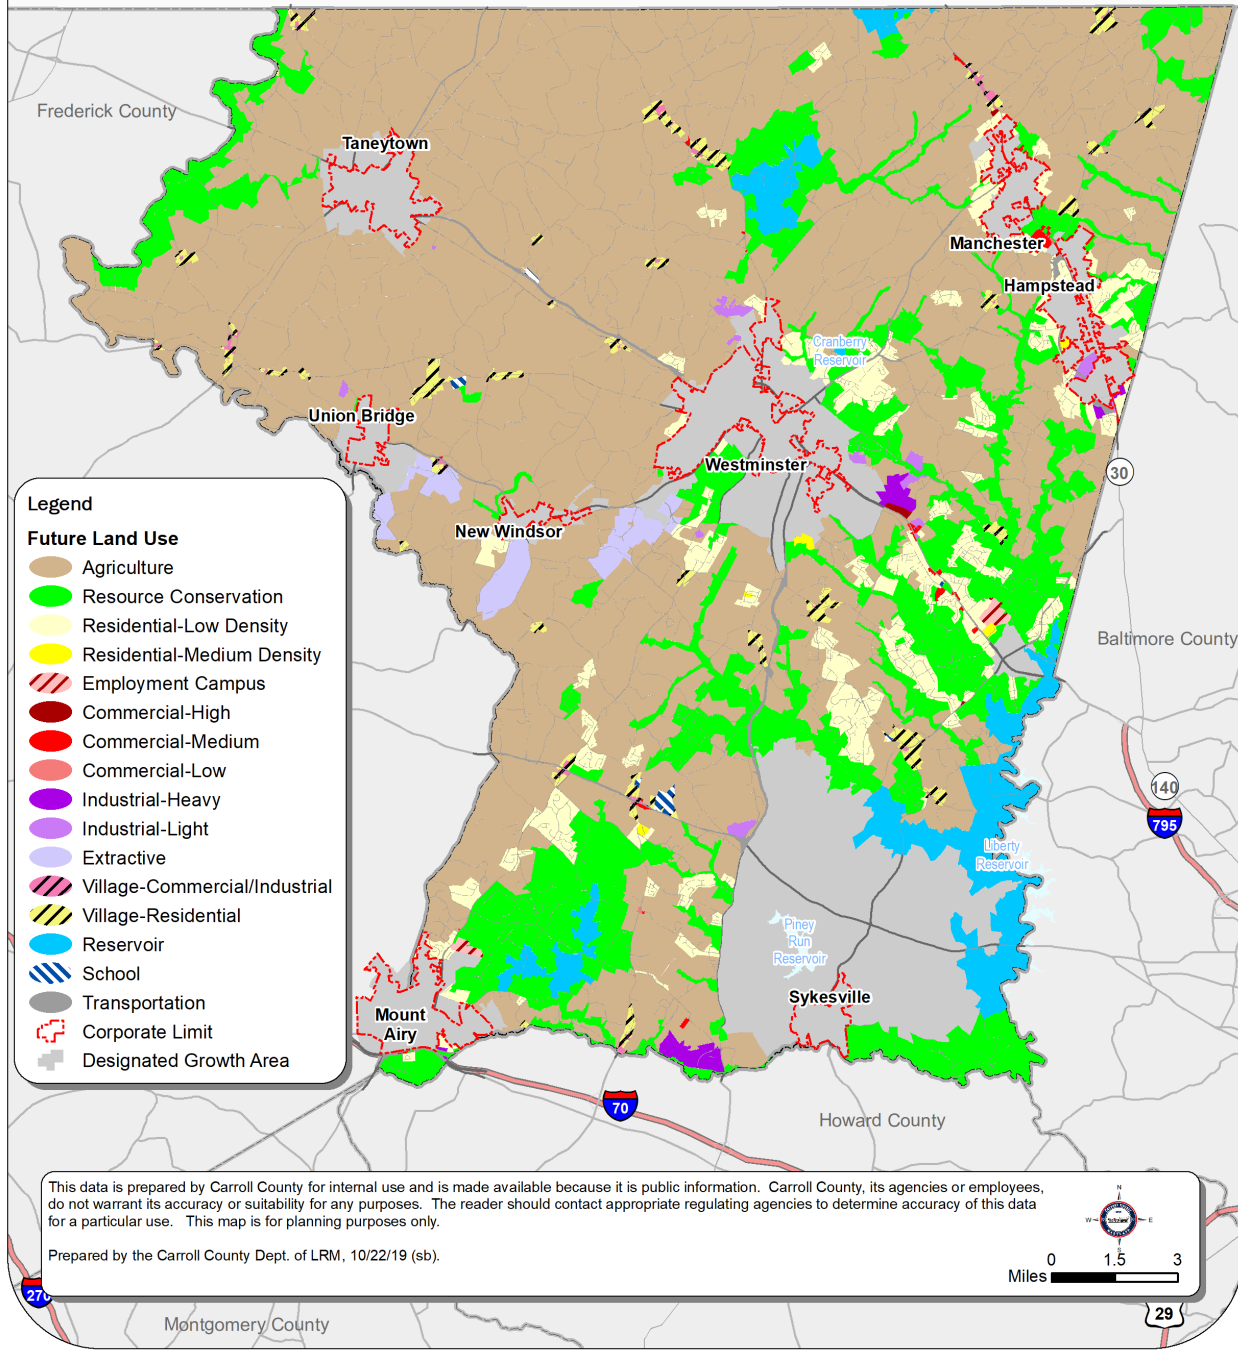 Frederick County
Taneytown
Manchester
Hampstead
Cranberry
Reservoir
Union Bridge
Westminster
30
New Windsor
Baltimore County
140
795
Liberty
Reservoir
Piney
Run
Reservoir
Sykesville
Mount
Airy
70
Howard County
Legend
Future Land Use
Agriculture
Resource Conservation
Residential-Low Density
Residential-Medium Density
Employment Campus
Commercial-High
Commercial-Medium
Commercial-Low
Industrial-Heavy
Industrial-Light
Extractive
Village-Commercial/Industrial
Village-Residential
Reservoir
School
Transportation
Corporate Limit
Designated Growth Area
This data is prepared by Carroll County for internal use and is made available because it is public information. Carroll County, its agencies or employees,
do not warrant its accuracy or suitability for any purposes. The reader should contact appropriate regulating agencies to determine accuracy of this data
for a particular use. This map is for planning purposes only.
Prepared by the Carroll County Dept. of LRM, 10/22/19 (sb).
N
W E
S
0 1.5 3
Miles
270
29
Montgomery County